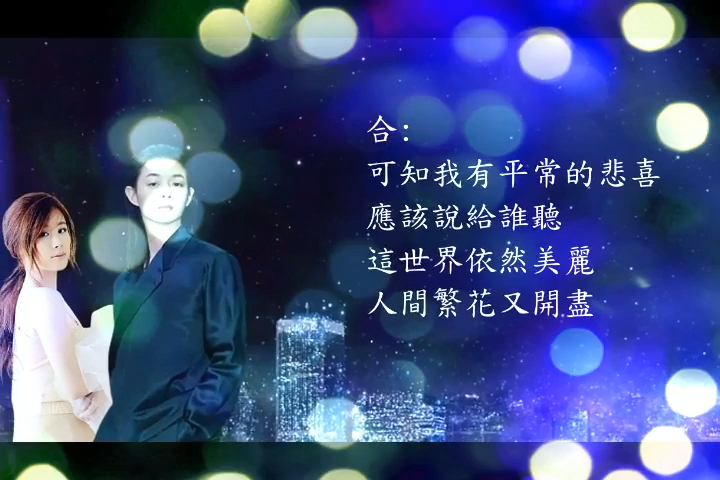 合：
可知我有平常的悲喜
應該說給誰聽
這世界依然美麗
人間繁花又開盡